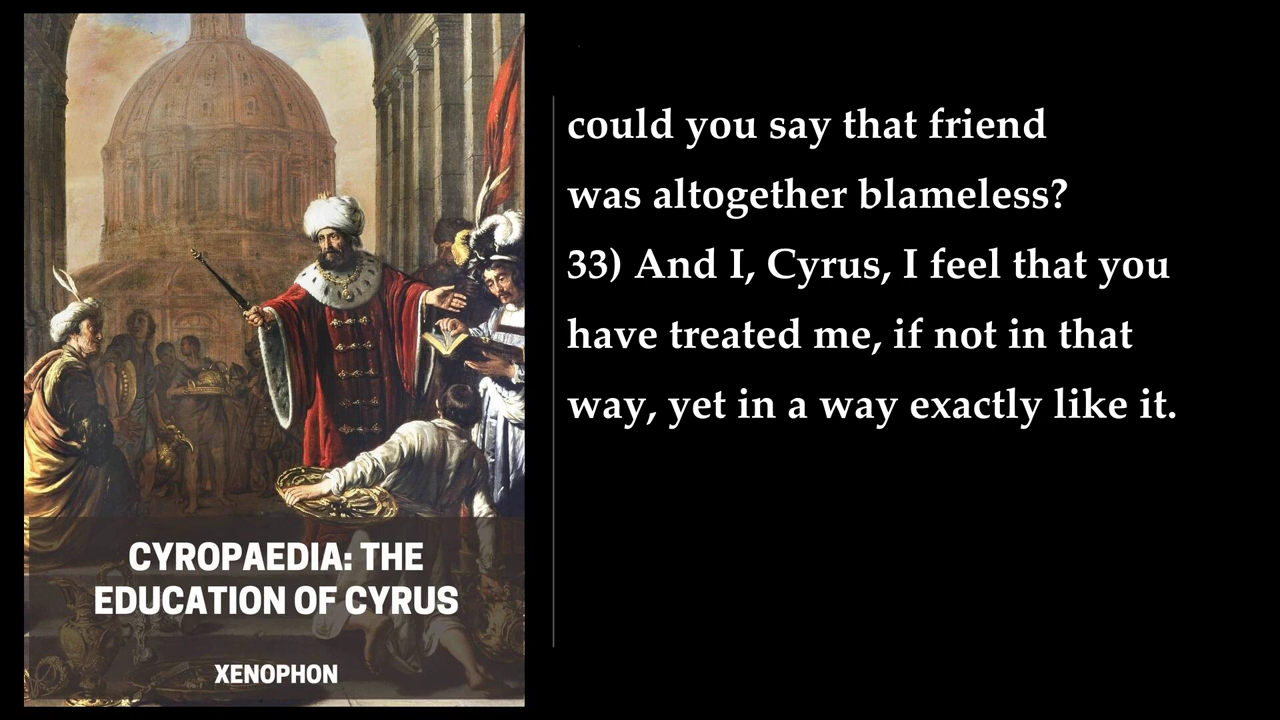 could you say that friend
was altogether blameless?
33) And I, Cyrus, I feel that you
have treated me, if not in that
way, yet in a way exactly like it.
CYROPAEDIA: THE
EDUCATION OF CYRUS
XENOPHON